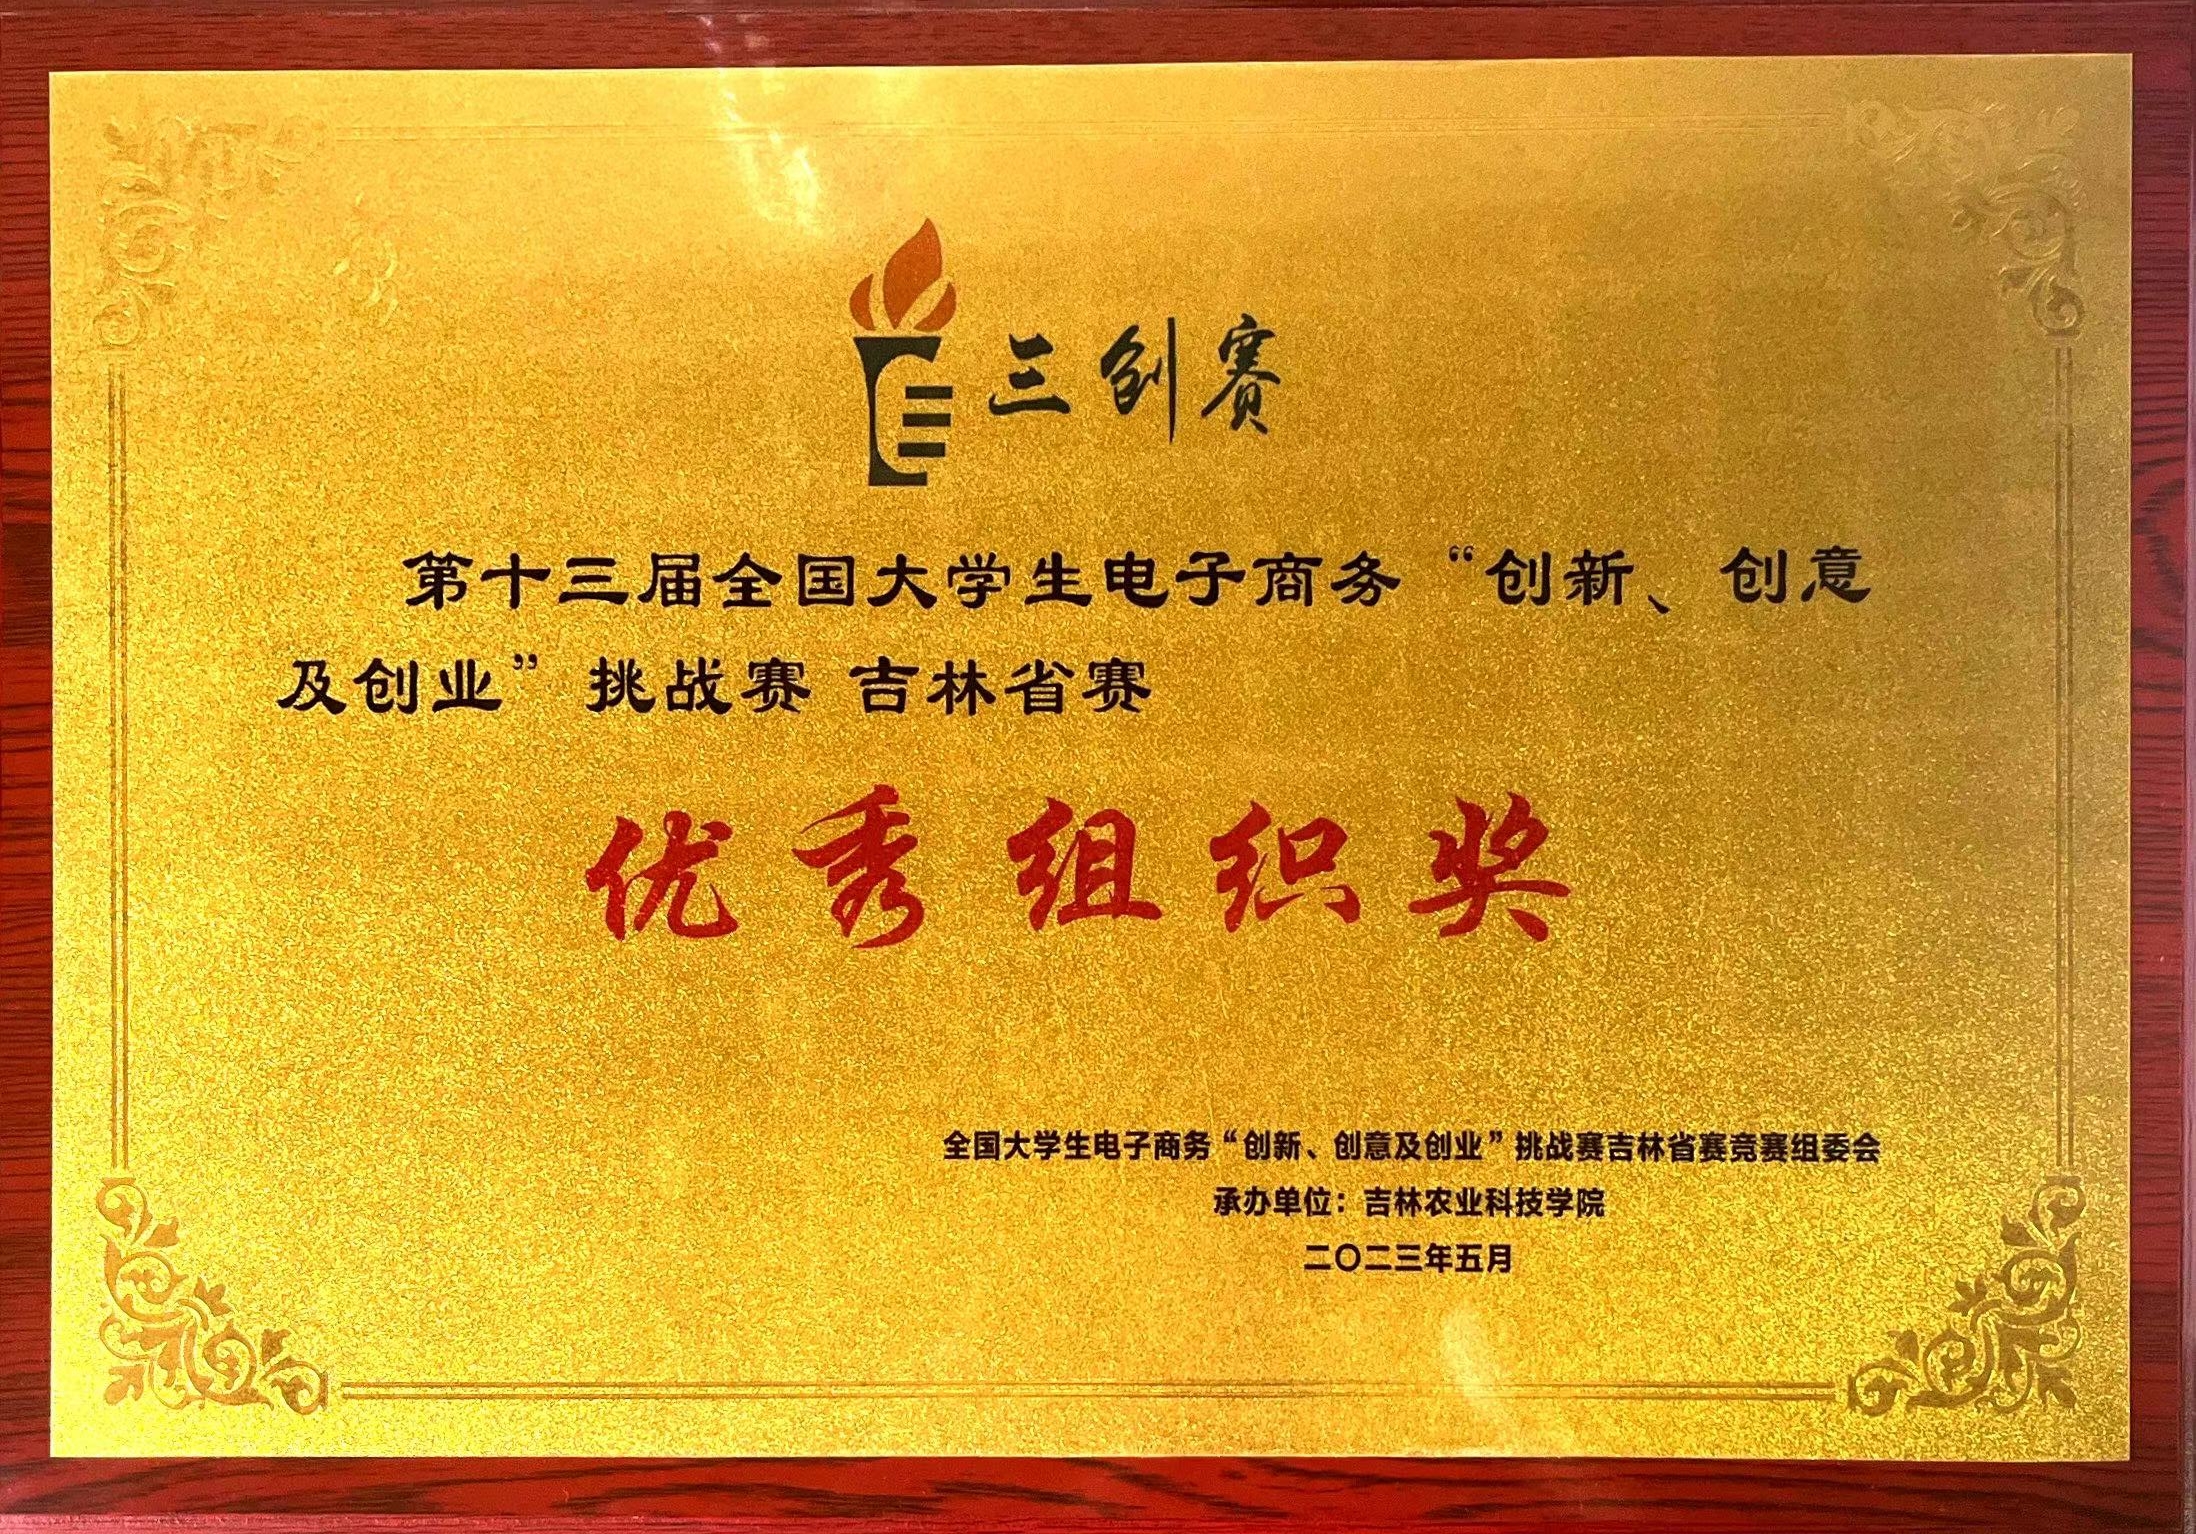 三创赛
第十三届全国大学生电子商务“创新、创意
及创业”挑战赛 吉林省赛
优秀组织奖
全国大学生电子商务“创新、创意及创业”挑战赛吉林省赛竞赛组委会
承办单位：吉林农业科技学院
二〇二三年五月